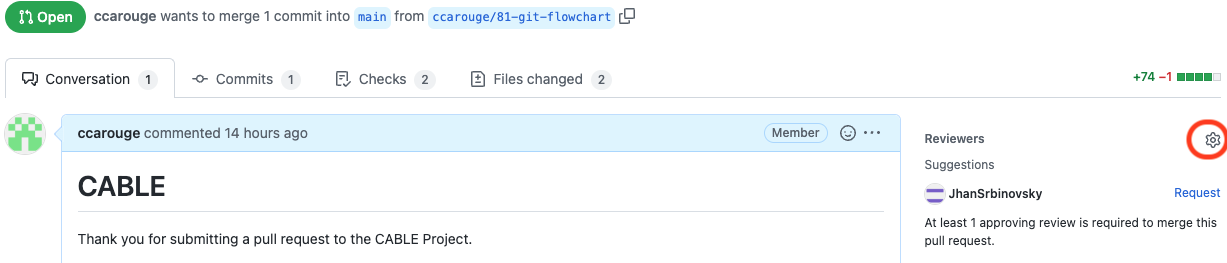 Open ccarouge wants to merge 1 commit into main from ccarouge/81-git-flowchart
Conversation 1 Commits 1 Checks 2 Files changed 2 +74 −1
ccarouge commented 14 hours ago Member
Reviewers
Suggestions
CABLE
JhanSrbinovsky Request
At least 1 approving review is required to merge this
pull request.
Thank you for submitting a pull request to the CABLE Project.